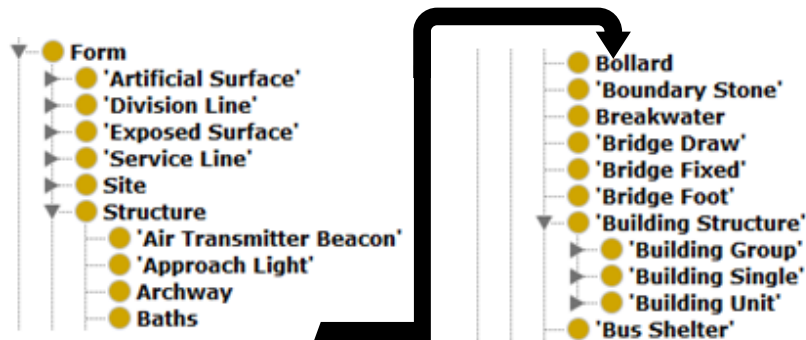 Form
'Artificial Surface'
'Division Line'
'Exposed Surface'
'Service Line'
Site
Structure
'Air Transmitter Beacon'
'Approach Light'
Archway
Baths
Bollard
'Boundary Stone'
Breakwater
'Bridge Draw'
'Bridge Fixed'
'Bridge Foot'
'Building Structure'
'Building Group'
'Building Single'
'Building Unit'
'Bus Shelter'